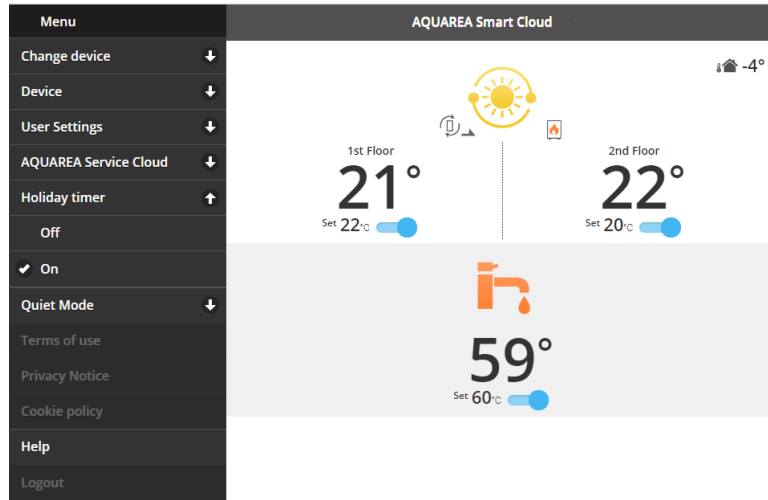 Menu
AQUAREA Smart Cloud
Change device
Device
User Settings
AQUAREA Service Cloud
Holiday timer
Off
On
Quiet Mode
Terms of use
Privacy Notice
Cookie policy
Help
Logout
-4°
1st Floor
21°
Set 22°C
2nd Floor
22°
Set 20°C
59°
Set 60°C